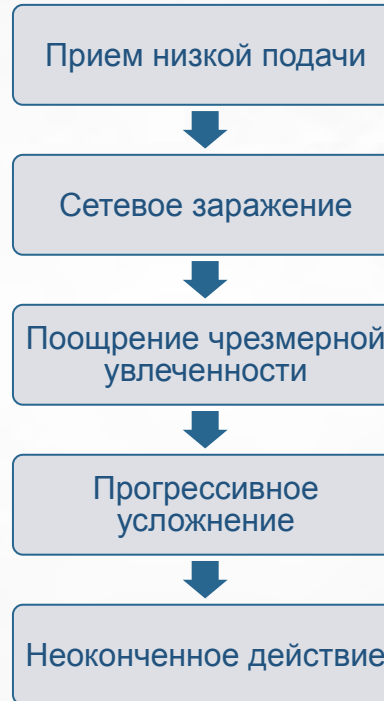 Прием низкой подачи
Сетевое заражение
Поощрение чрезмерной
увлеченности
Прогрессивное
усложнение
Неоконченное действие